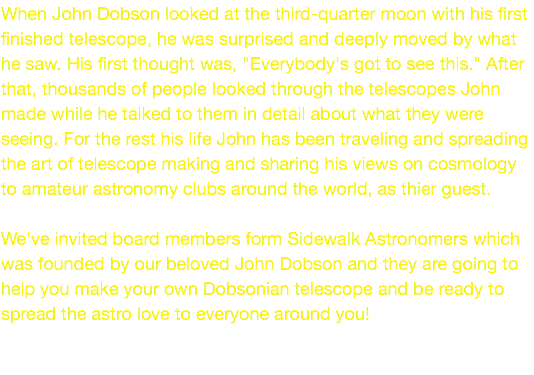 When John Dobson looked at the third-quarter moon with his first
finished telescope, he was surprised and deeply moved by what
he saw. His first thought was, "Everybody's got to see this." After
that, thousands of people looked through the telescopes John
made while he talked to them in detail about what they were
seeing. For the rest his life John has been traveling and spreading
the art of telescope making and sharing his views on cosmology
to amateur astronomy clubs around the world, as thier guest.
We've invited board members form Sidewalk Astronomers which
was founded by our beloved John Dobson and they are going to
help you make your own Dobsonian telescope and be ready to
spread the astro love to everyone around you!